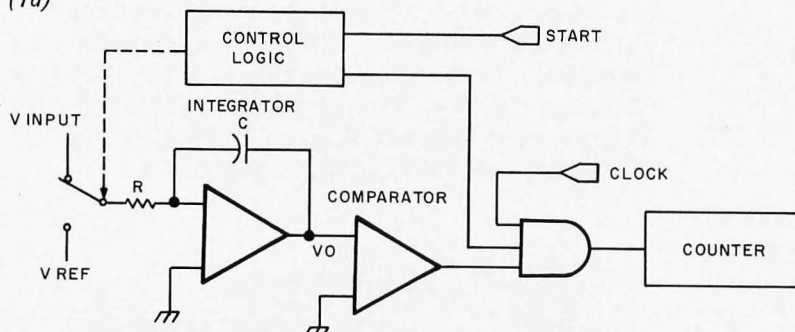 (1a)
CONTROL
LOGIC
START
INTEGRATOR
C
V INPUT
R
COMPARATOR
CLOCK
VO
COUNTER
V REF